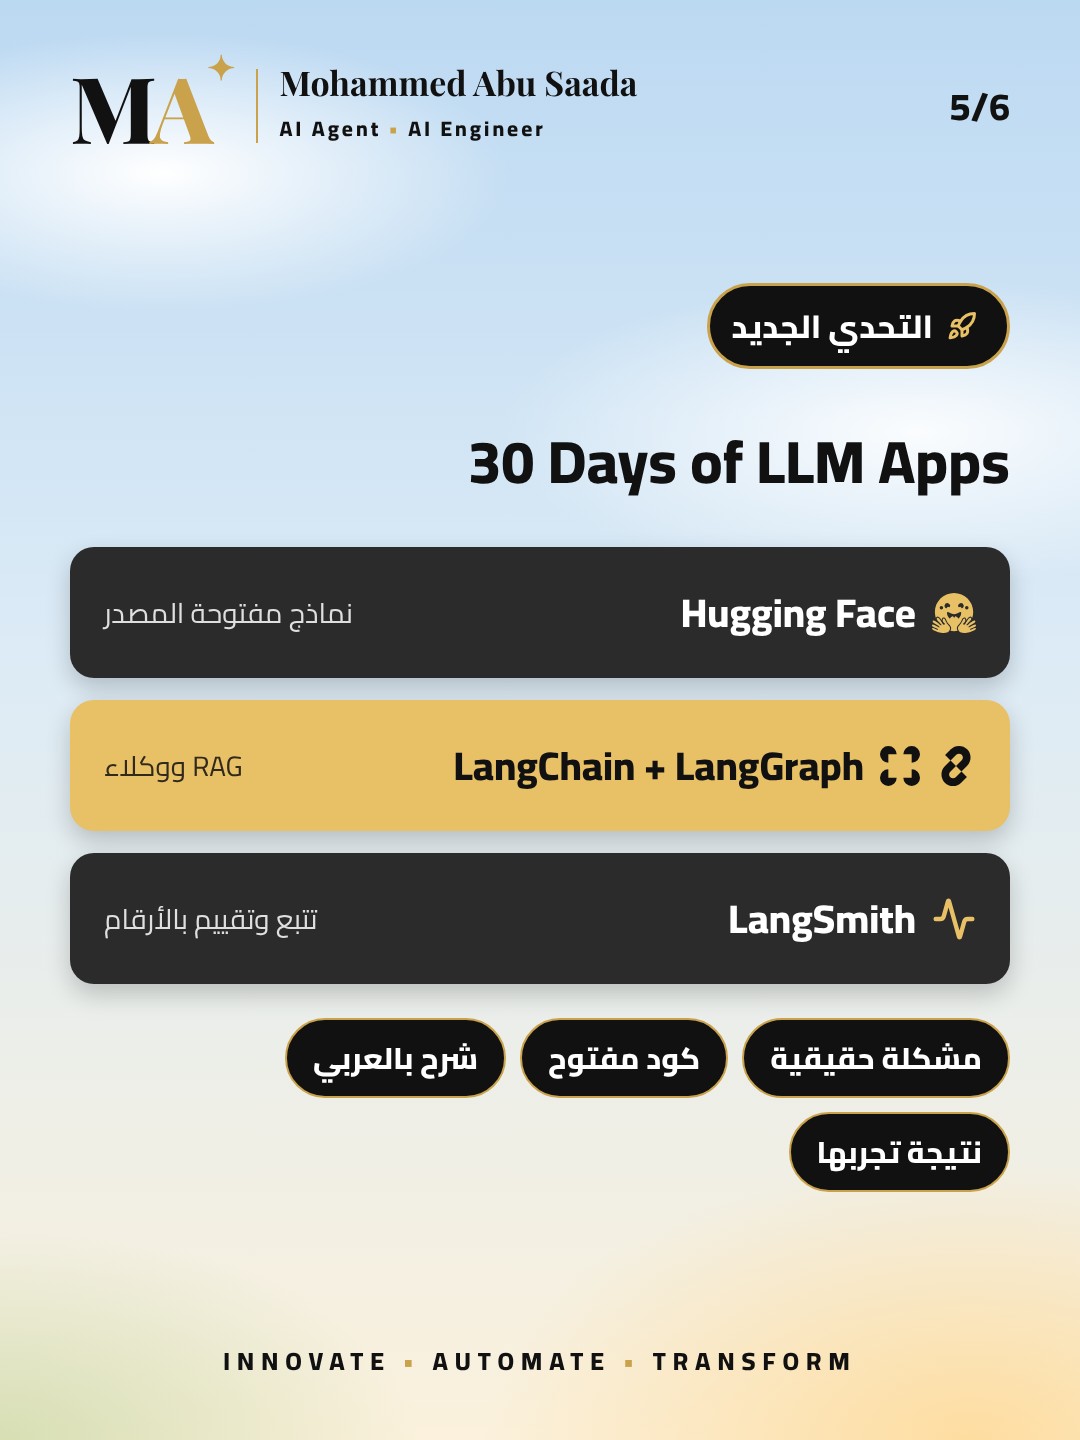 MA
Mohammed Abu Saada
AI Agent ▪ AI Engineer
5/6
التحدي الجديد
30 Days of LLM Apps
Hugging Face
نماذج مفتوحة المصدر
LangChain + LangGraph
RAG ووكلاء
LangSmith
تتبع وتقييم بالأرقام
مشكلة حقيقية
كود مفتوح
شرح بالعربي
نتيجة تجربها
INNOVATE ▪ AUTOMATE ▪ TRANSFORM